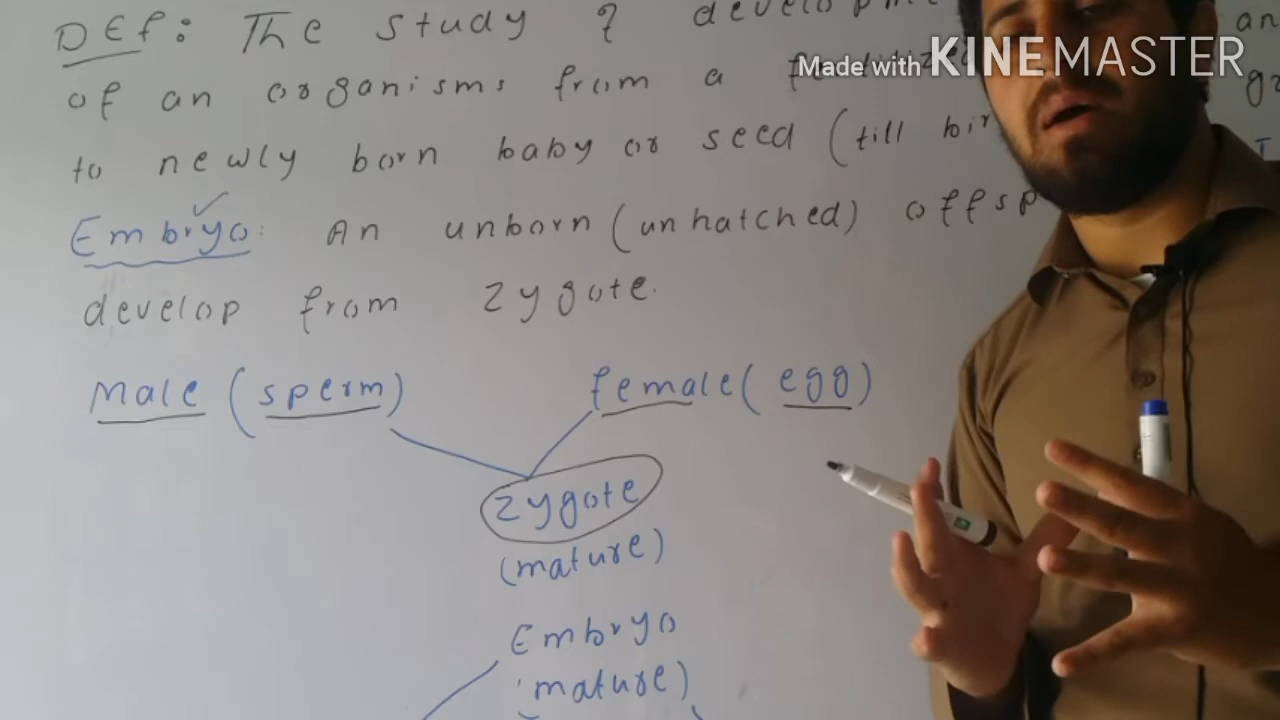 DEf: The study of
of an organisms from a
to newly born baby or seed (till
Embryo: An unborn (unhatched)
develop from zygote.
Male (sperm) female (egg)
zygote
(mature)
Embryo
mature)
Made with KINEMASTER